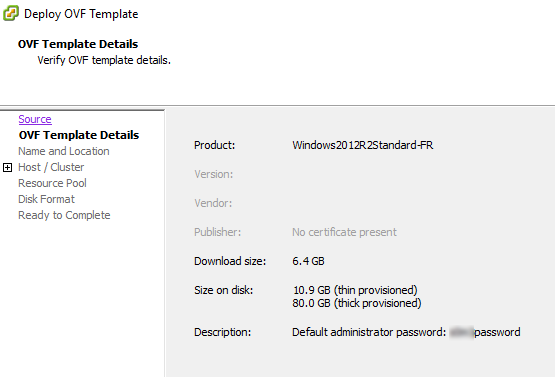 Deploy OVF Template
OVF Template Details
Verify OVF template details.
Source
OVF Template Details
Name and Location
Host / Cluster
Resource Pool
Disk Format
Ready to Complete
Product: Windows2012R2Standard-FR
Version:
Vendor:
Publisher: No certificate present
Download size: 6.4 GB
Size on disk: 10.9 GB (thin provisioned)
80.0 GB (thick provisioned)
Description: Default administrator password: password